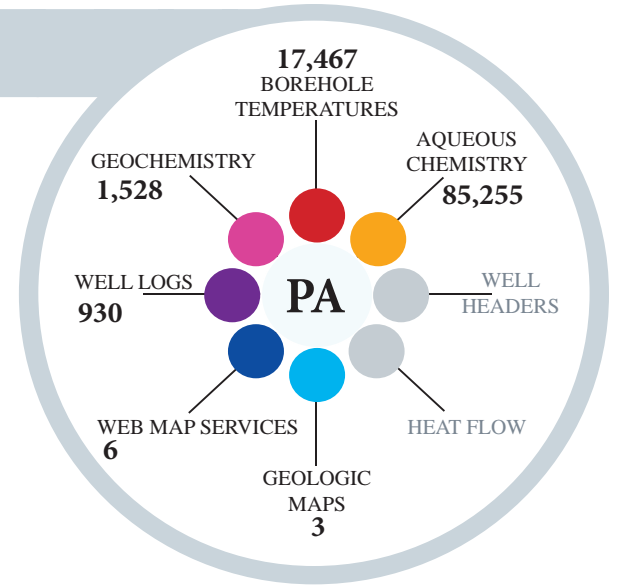 17,467
BOREHOLE
TEMPERATURES
AQUEOUS
CHEMISTRY
85,255
GEOCHEMISTRY
1,528
WELL LOGS
930
PA
WELL
HEADERS
WEB MAP SERVICES
6
HEAT FLOW
GEOLOGIC
MAPS
3